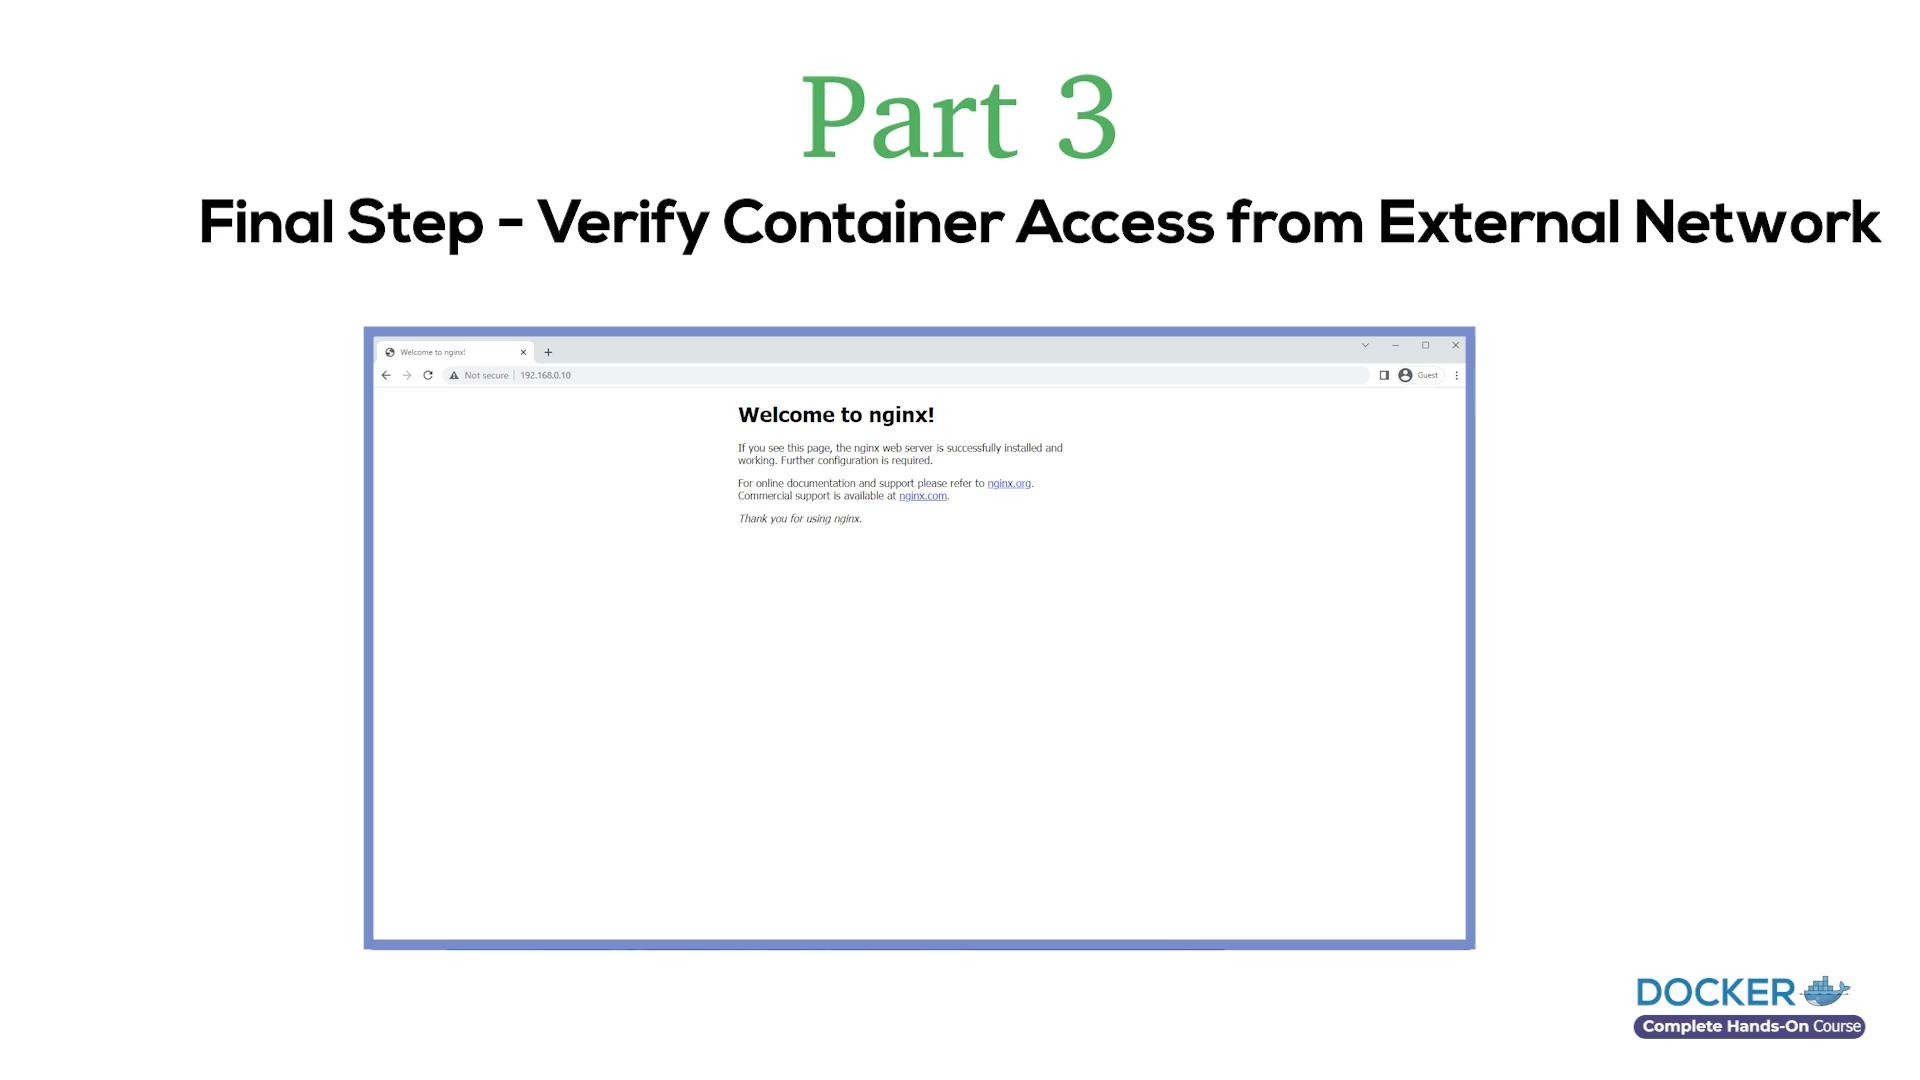 Part 3
Final Step - Verify Container Access from External Network
Welcome to nginx!
Not secure 192.168.0.10 Guest
Welcome to nginx!
If you see this page, the nginx web server is successfully installed and
working. Further configuration is required.
For online documentation and support please refer to nginx.org.
Commercial support is available at nginx.com.
Thank you for using nginx.
DOCKER
Complete Hands-On Course